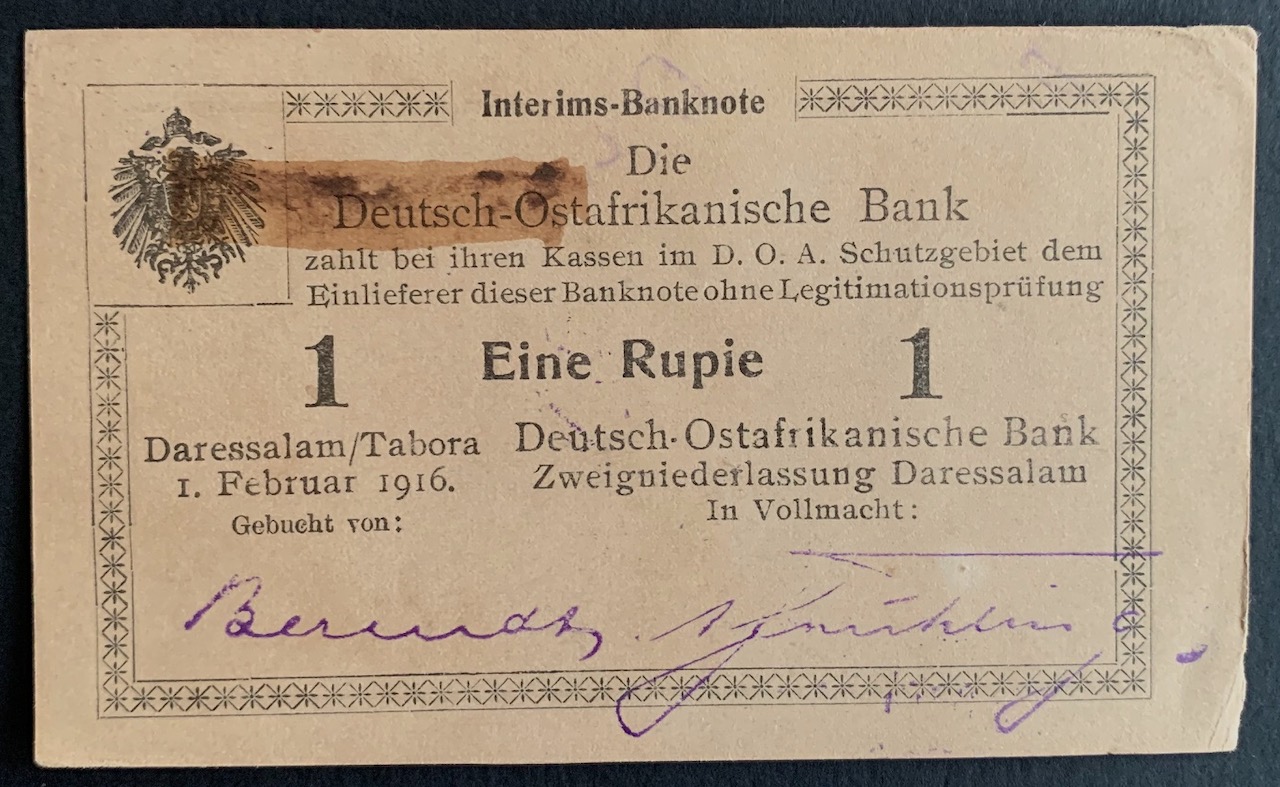 Interims-Banknote
Die
Deutsch-Ostafrikanische Bank
zahlt bei ihren Kassen im D. O. A. Schutzgebiet dem
Einlieferer dieser Banknote ohne Legitimationsprüfung
1 Eine Rupie 1
Daressalam/Tabora
1. Februar 1916.
Gebucht von:
Deutsch-Ostafrikanische Bank
Zweigniederlassung Daressalam
In Vollmacht:
Berendt